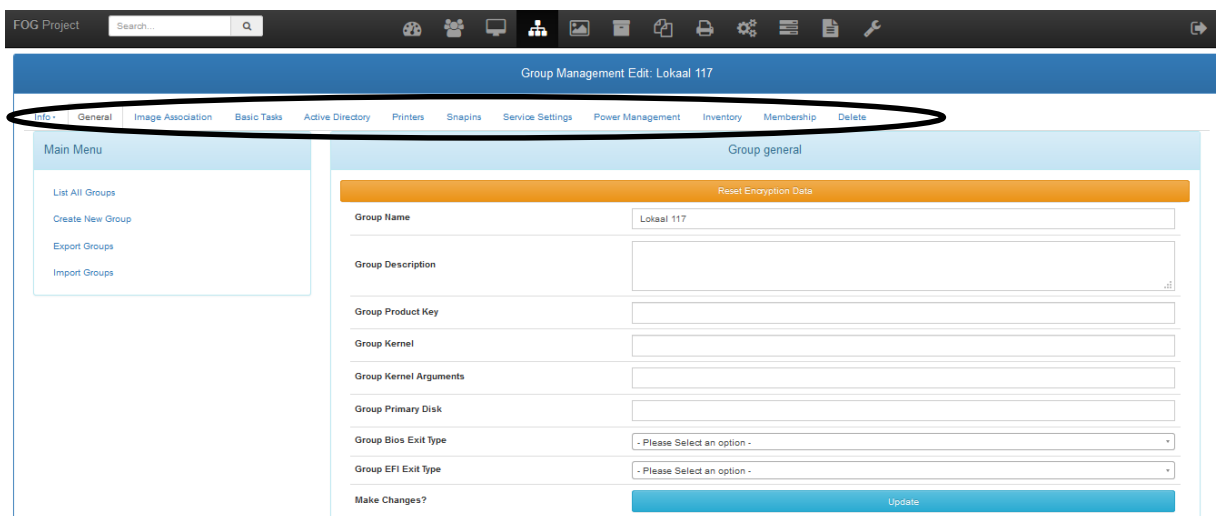 FOG Project Search...
Group Management Edit: Lokaal 117
Info General Image Association Basic Tasks Active Directory Printers Snapins Service Settings Power Management Inventory Membership Delete
Main Menu
List All Groups
Create New Group
Export Groups
Import Groups
Group general
Reset Encryption Data
Group Name Lokaal 117
Group Description
Group Product Key
Group Kernel
Group Kernel Arguments
Group Primary Disk
Group Bios Exit Type - Please Select an option -
Group EFI Exit Type - Please Select an option -
Make Changes? Update